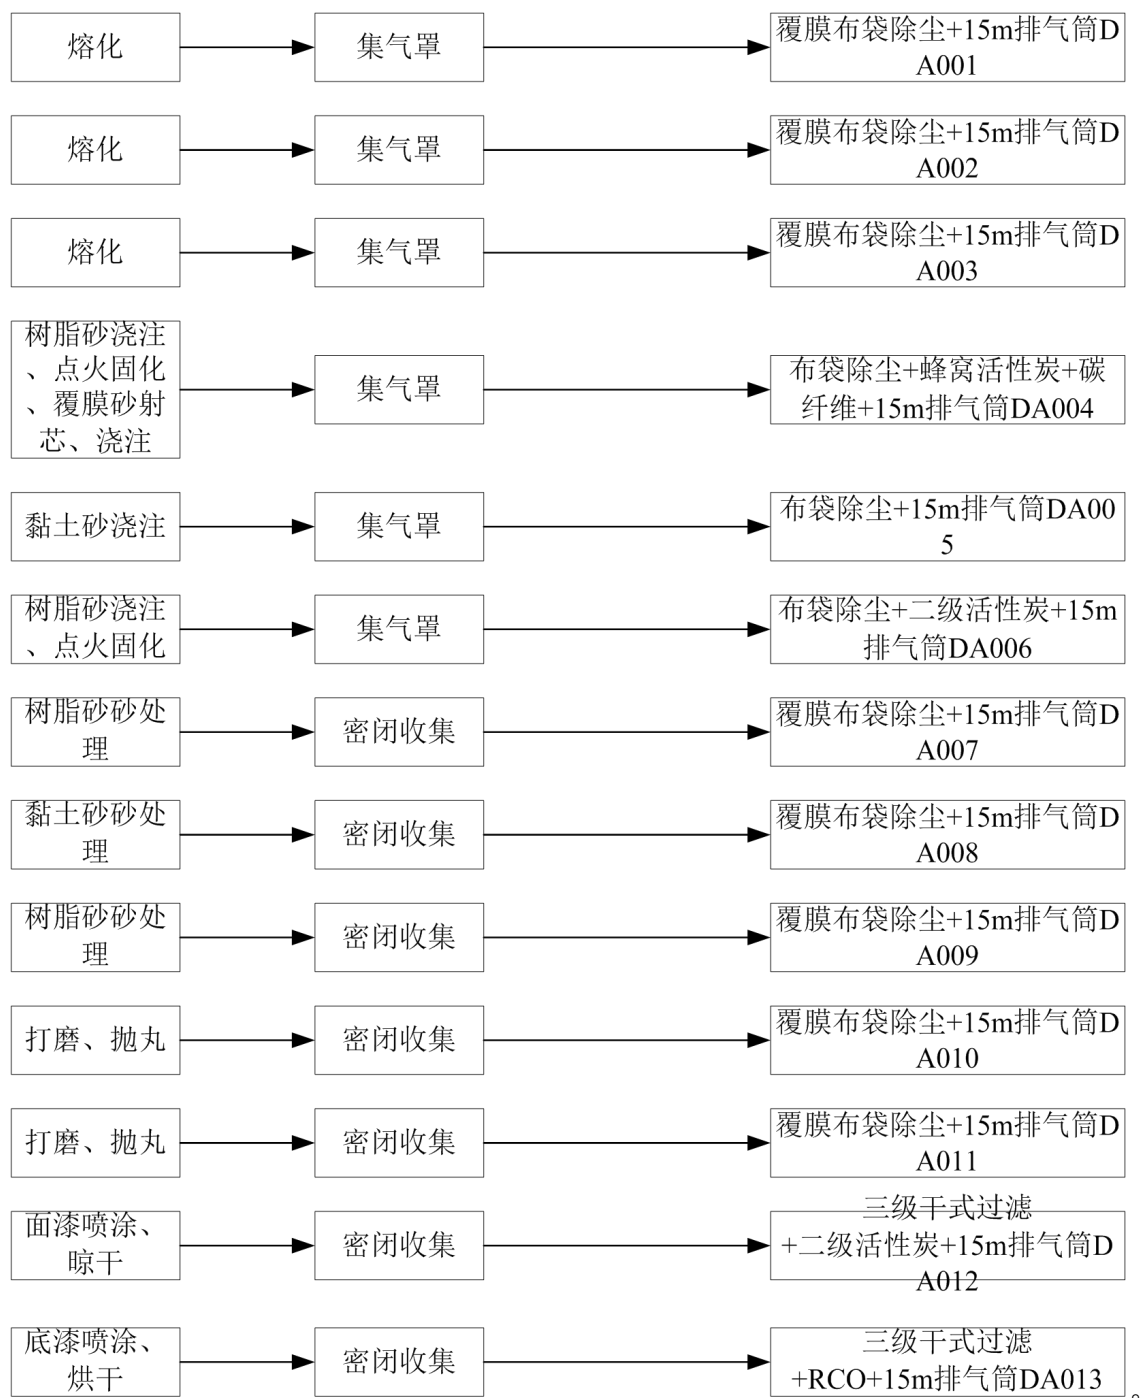 熔化
集气罩
覆膜布袋除尘+15m排气筒D
A001
熔化
集气罩
覆膜布袋除尘+15m排气筒D
A002
熔化
集气罩
覆膜布袋除尘+15m排气筒D
A003
树脂砂浇注
、点火固化
、覆膜砂射
芯、浇注
集气罩
布袋除尘+蜂窝活性炭+碳
纤维+15m排气筒DA004
黏土砂浇注
集气罩
布袋除尘+15m排气筒DA00
5
树脂砂浇注
、点火固化
集气罩
布袋除尘+二级活性炭+15m
排气筒DA006
树脂砂砂处
理
密闭收集
覆膜布袋除尘+15m排气筒D
A007
黏土砂砂处
理
密闭收集
覆膜布袋除尘+15m排气筒D
A008
树脂砂砂处
理
密闭收集
覆膜布袋除尘+15m排气筒D
A009
打磨、抛丸
密闭收集
覆膜布袋除尘+15m排气筒D
A010
打磨、抛丸
密闭收集
覆膜布袋除尘+15m排气筒D
A011
面漆喷涂、
晾干
密闭收集
三级干式过滤
+二级活性炭+15m排气筒D
A012
底漆喷涂、
烘干
密闭收集
三级干式过滤
+RCO+15m排气筒DA013